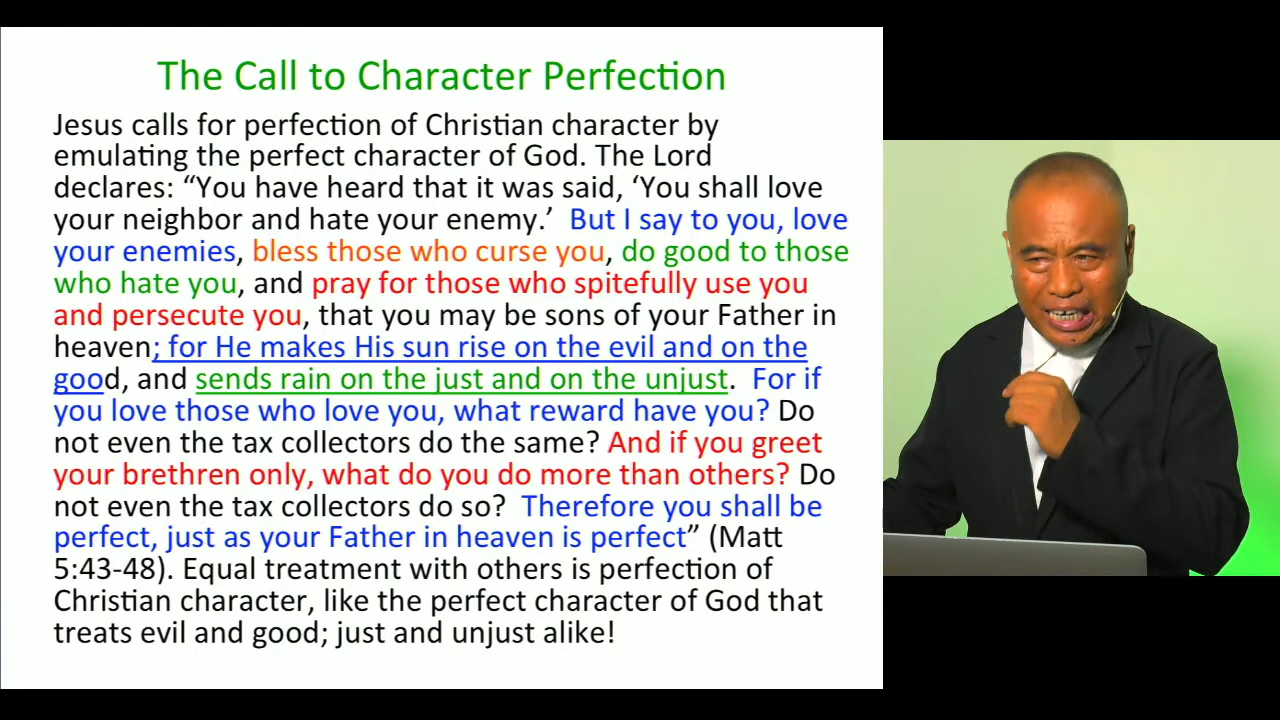 The Call to Character Perfection
Jesus calls for perfection of Christian character by
emulating the perfect character of God. The Lord
declares: “You have heard that it was said, ‘You shall love
your neighbor and hate your enemy.’ But I say to you, love
your enemies, bless those who curse you, do good to those
who hate you, and pray for those who spitefully use you
and persecute you, that you may be sons of your Father in
heaven; for He makes His sun rise on the evil and on the
good, and sends rain on the just and on the unjust. For if
you love those who love you, what reward have you? Do
not even the tax collectors do the same? And if you greet
your brethren only, what do you do more than others? Do
not even the tax collectors do so? Therefore you shall be
perfect, just as your Father in heaven is perfect” (Matt
5:43-48). Equal treatment with others is perfection of
Christian character, like the perfect character of God that
treats evil and good; just and unjust alike!